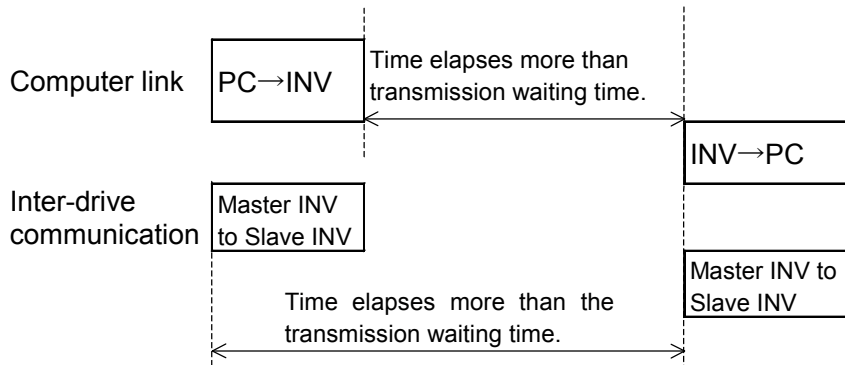 Computer link
PC→INV
Time elapses more than
transmission waiting time.
INV→PC
Inter-drive
communication
Master INV
to Slave INV
Master INV to
Slave INV
Time elapses more than the
transmission waiting time.